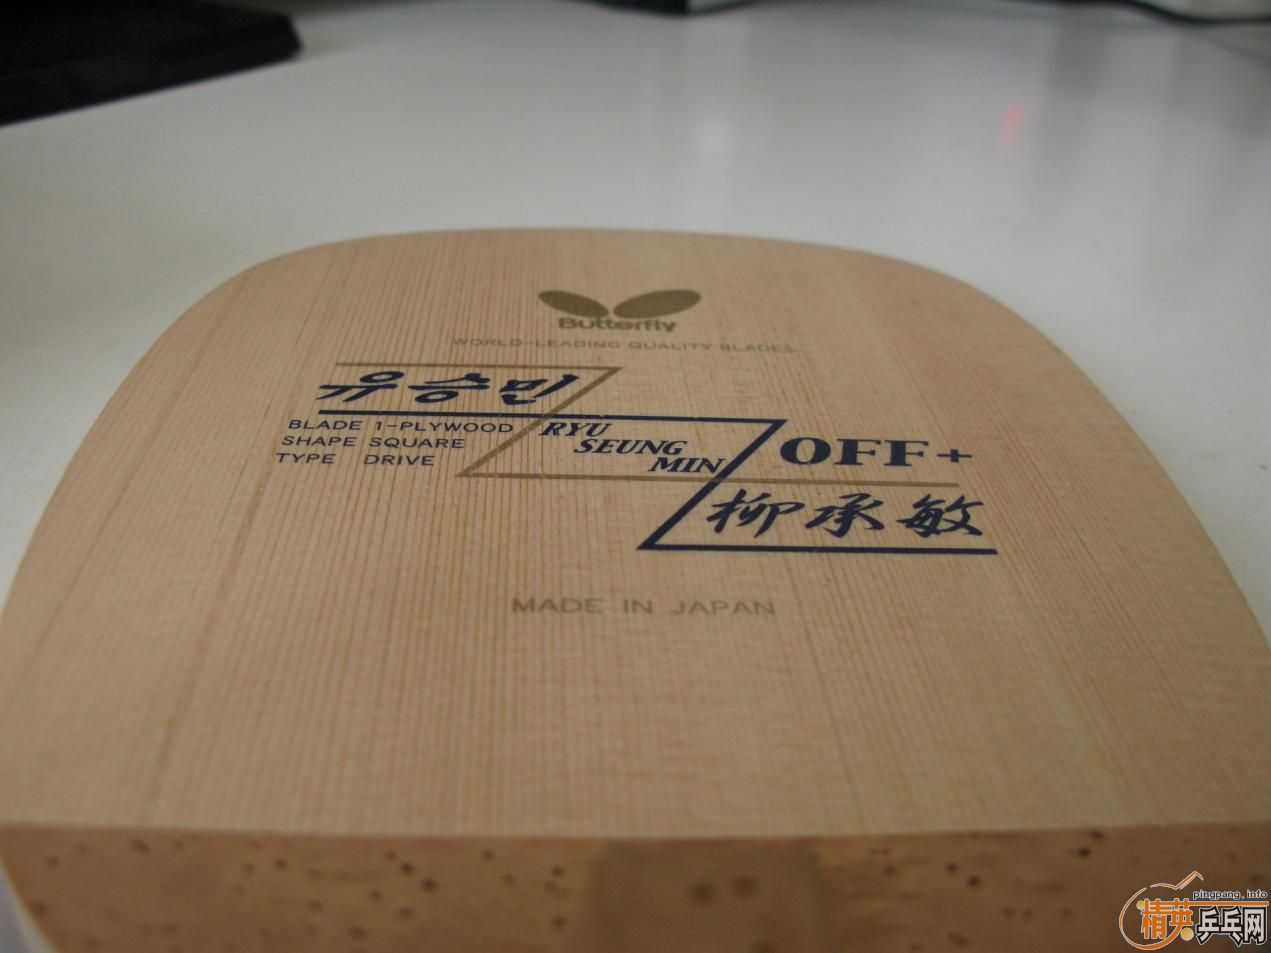 Butterfly
WORLD-LEADING QUALITY BLADES
유승민
BLADE 1-PLYWOOD
SHAPE SQUARE
TYPE DRIVE
RYU
SEUNG
MIN
OFF+
柳承敏
MADE IN JAPAN
pingpang.info
精英乒乓网